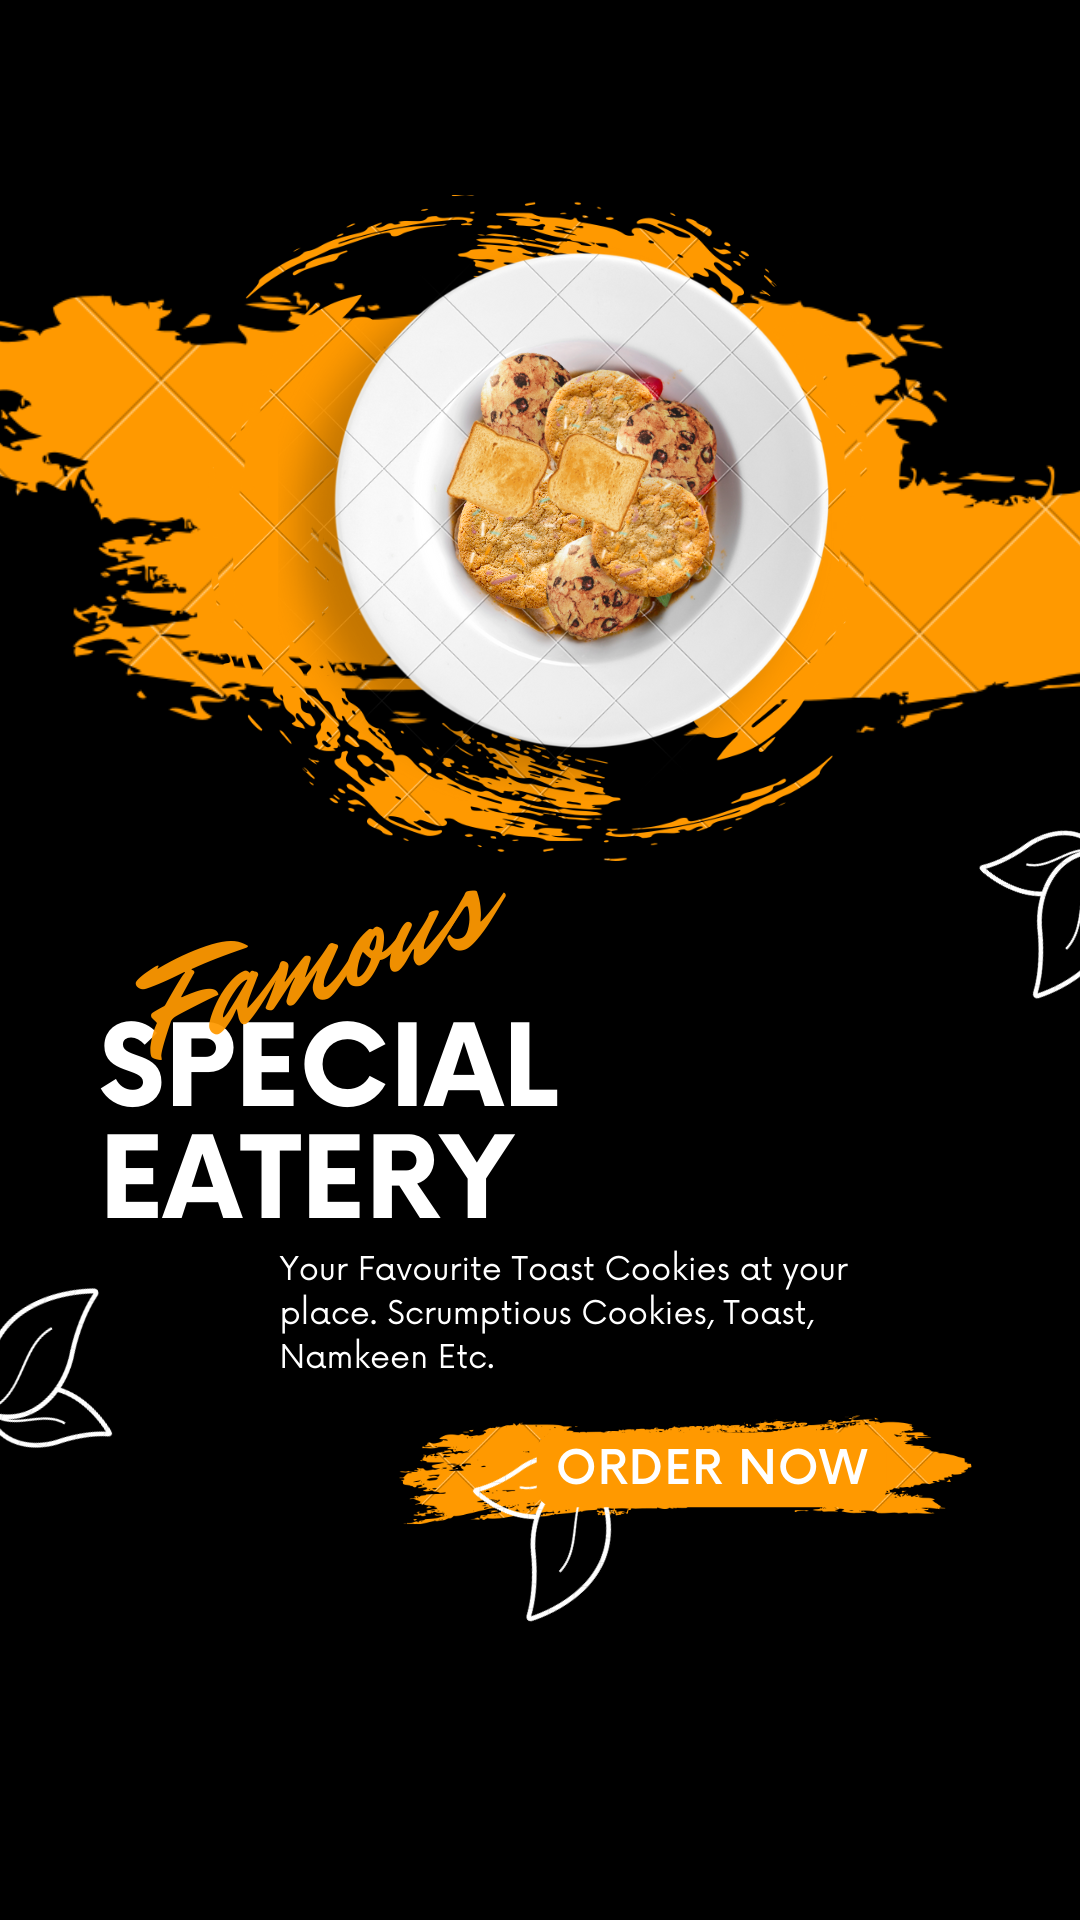 Famous
SPECIAL
EATERY
Your Favourite Toast Cookies at your
place. Scrumptious Cookies, Toast,
Namkeen Etc.
ORDER NOW